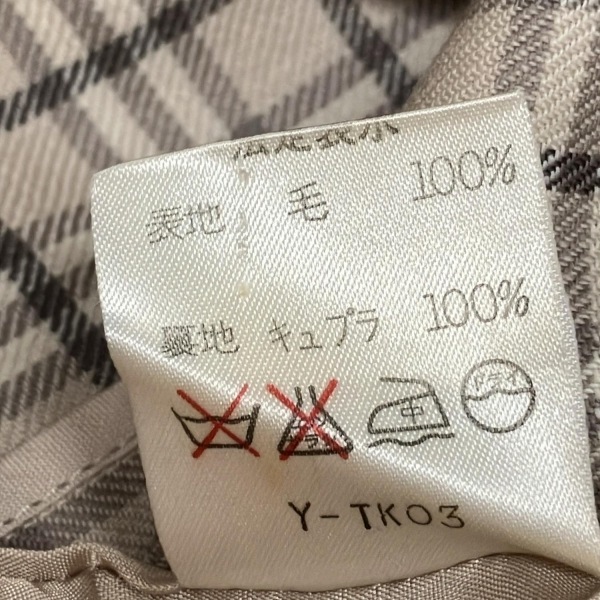 表地 毛 100%
裏地 キュプラ 100%
中
ドライ
Y-TK03